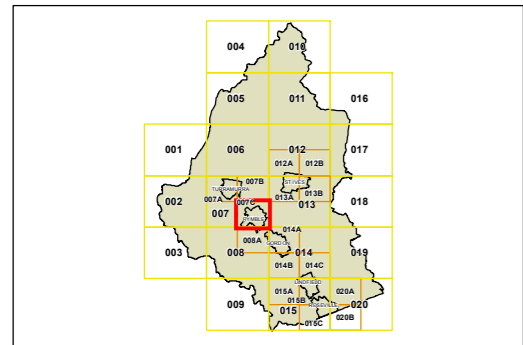 004 010
005 011 016
001 006 012 017
012A 012B
007B
TURRAMURRA ST IVES
002 007A 007C 013A 013B 018
007 PYMBLE 013
014A
008A GORDON
003 008 014 019
014B 014C
LINDFIELD
015A 020A
009 015B ROSEVILLE 020
015 020B
015C